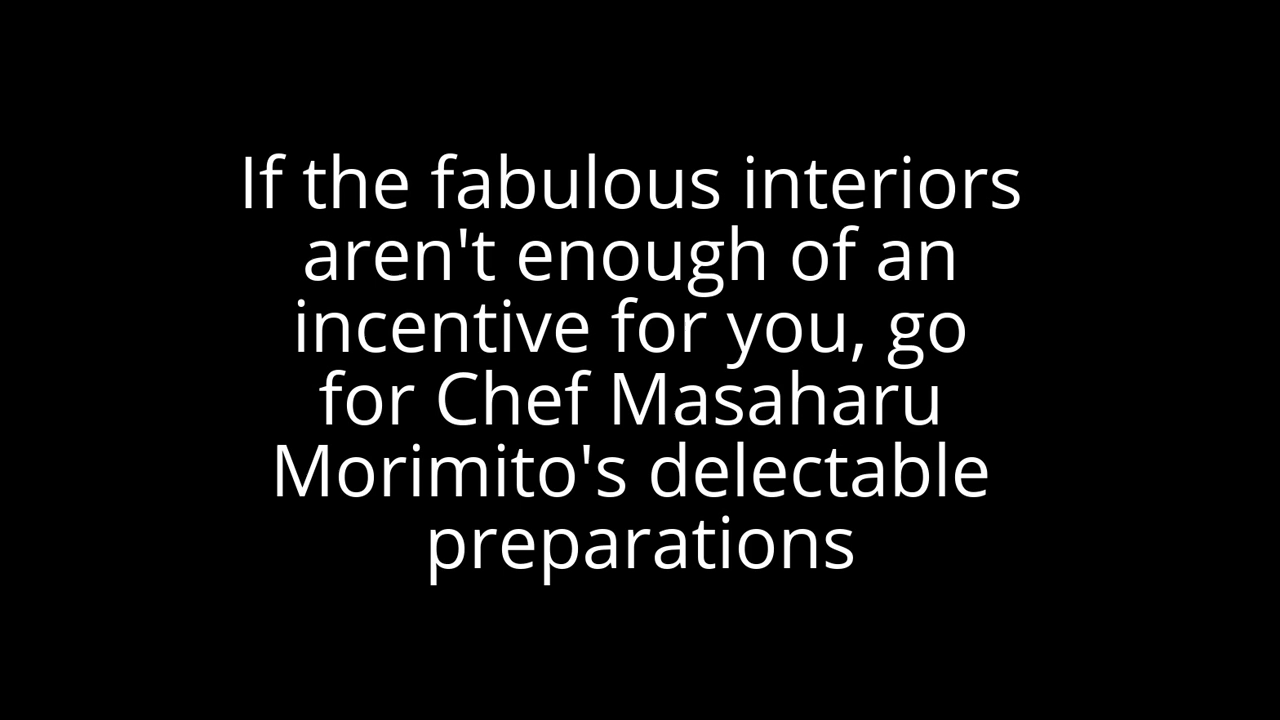 If the fabulous interiors
aren't enough of an
incentive for you, go
for Chef Masaharu
Morimito's delectable
preparations